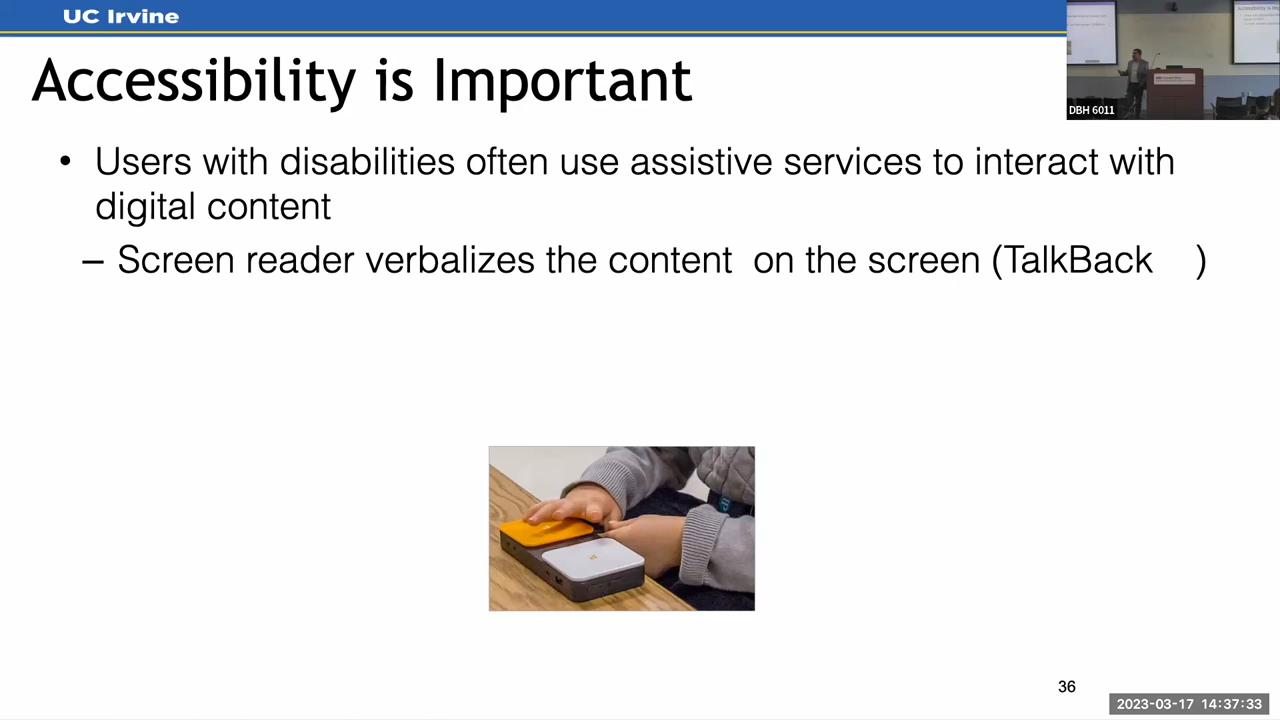 UC Irvine
Accessibility is Important
DBH 6011
• Users with disabilities often use assistive services to interact with
digital content
– Screen reader verbalizes the content on the screen (TalkBack )
36
2023-03-17 14:37:33